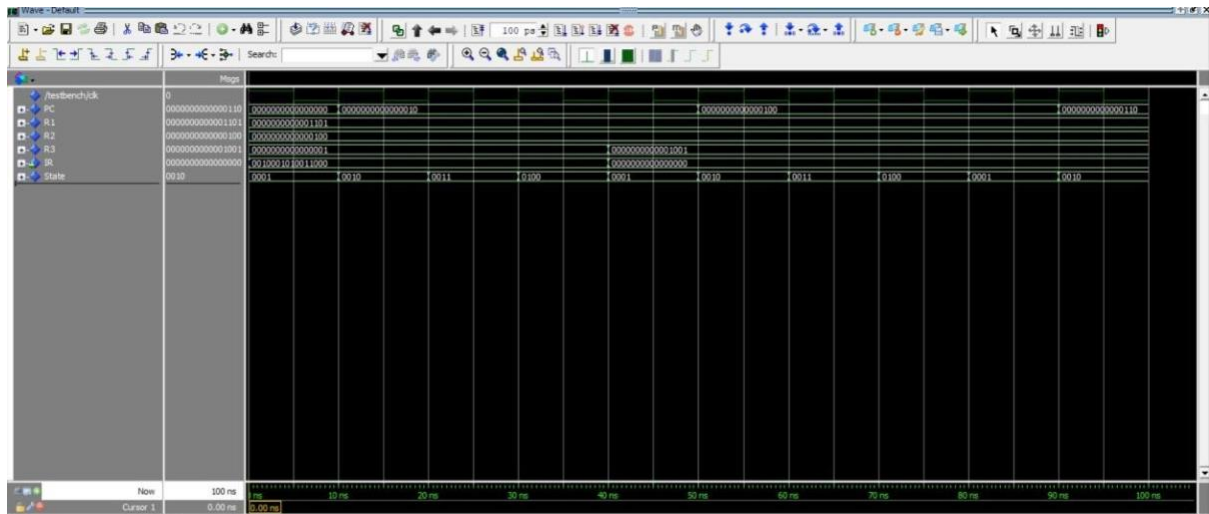 Wave - Default
100 ps
Search:
Msgs
/testbench/clk 0
PC 0000000000000110 0000000000000000 0000000000000010 0000000000000100 0000000000000110
R1 0000000000001101 0000000000001101
R2 0000000000000100 0000000000000100
R3 0000000000001001 0000000000000001 0000000000001001
IR 0000000000000000 0010001010011000 0000000000000000
State 0010 0001 0010 0011 0100 0001 0010 0011 0100 0001 0010
Now 100 ns ns 10 ns 20 ns 30 ns 40 ns 50 ns 60 ns 70 ns 80 ns 90 ns 100 ns
Cursor 1 0.00 ns 0.00 ns